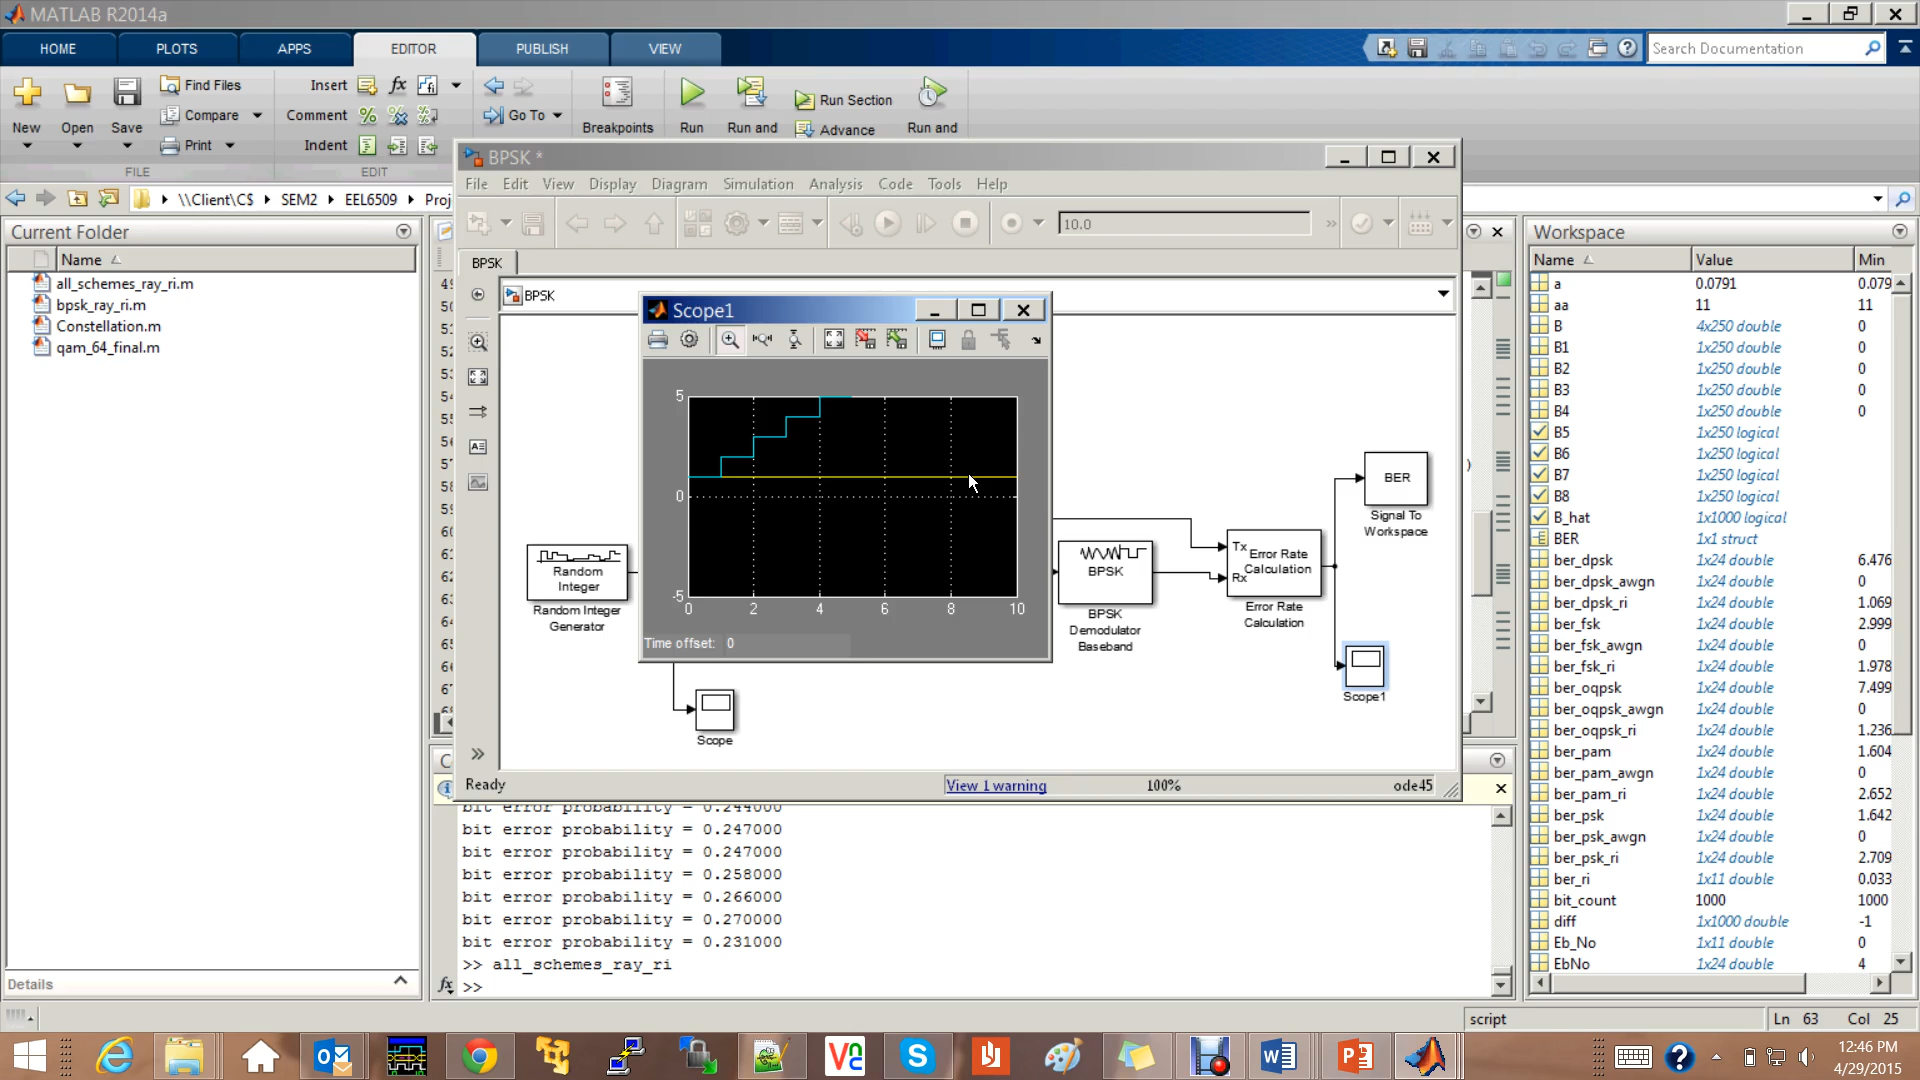 MATLAB R2014a
HOME PLOTS APPS EDITOR PUBLISH VIEW
Search Documentation
Find Files
Compare
Print
New Open Save
FILE
Insert fx
Comment
Indent
EDIT
Go To
Breakpoints
Run
Run and
Run Section
Advance
Run and
\\Client\C$ SEM2 EEL6509 Proj
Current Folder
Name
all_schemes_ray_ri.m
bpsk_ray_ri.m
Constellation.m
qam_64_final.m
Details
BPSK *
File Edit View Display Diagram Simulation Analysis Code Tools Help
10.0
BPSK
BPSK
Scope1
5
0
-5
0 2 4 6 8 10
Time offset: 0
Random
Integer
Random Integer
Generator
Scope
BPSK
BPSK
Demodulator
Baseband
Tx
Rx
Error Rate
Calculation
Error Rate
Calculation
BER
Signal To
Workspace
Scope1
Ready
View 1 warning
100%
ode45
bit error probability = 0.244000
bit error probability = 0.247000
bit error probability = 0.247000
bit error probability = 0.258000
bit error probability = 0.266000
bit error probability = 0.270000
bit error probability = 0.231000
>> all_schemes_ray_ri
fx >>
Workspace
Name Value Min
a 0.0791 0.079
aa 11 11
B 4x250 double 0
B1 1x250 double 0
B2 1x250 double 0
B3 1x250 double 0
B4 1x250 double 0
B5 1x250 logical
B6 1x250 logical
B7 1x250 logical
B8 1x250 logical
B_hat 1x1000 logical
BER 1x1 struct
ber_dpsk 1x24 double 6.476
ber_dpsk_awgn 1x24 double 0
ber_dpsk_ri 1x24 double 1.069
ber_fsk 1x24 double 2.999
ber_fsk_awgn 1x24 double 0
ber_fsk_ri 1x24 double 1.978
ber_oqpsk 1x24 double 7.499
ber_oqpsk_awgn 1x24 double 0
ber_oqpsk_ri 1x24 double 1.236
ber_pam 1x24 double 1.604
ber_pam_awgn 1x24 double 0
ber_pam_ri 1x24 double 2.652
ber_psk 1x24 double 1.642
ber_psk_awgn 1x24 double 0
ber_psk_ri 1x24 double 2.709
ber_ri 1x11 double 0.033
bit_count 1000 1000
diff 1x1000 double -1
Eb_No 1x11 double 0
EbNo 1x24 double 4
script
Ln 63 Col 25
12:46 PM
4/29/2015